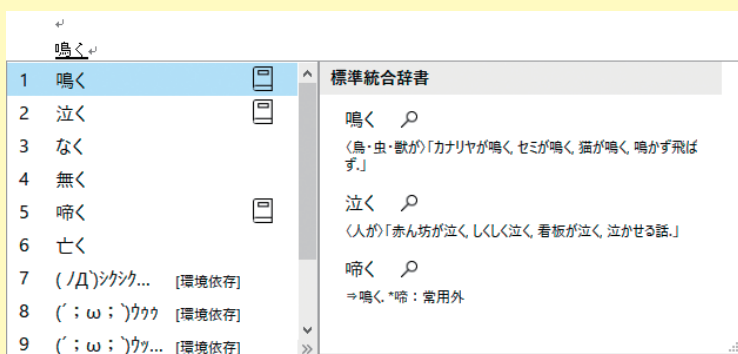 ↵
鳴く↵
1 鳴く
2 泣く
3 なく
4 無く
5 啼く
6 亡く
7 (ノД`)シクシク... [環境依存]
8 (´；ω；`)ウゥゥ [環境依存]
9 (´；ω；`)ウッ... [環境依存]
標準統合辞書
鳴く
〈鳥・虫・獣が〉「カナリヤが鳴く, セミが鳴く, 猫が鳴く, 鳴かず飛ば
ず.」
泣く
〈人が〉「赤ん坊が泣く, しくしく泣く, 看板が泣く, 泣かせる話.」
啼く
⇒鳴く. *啼：常用外